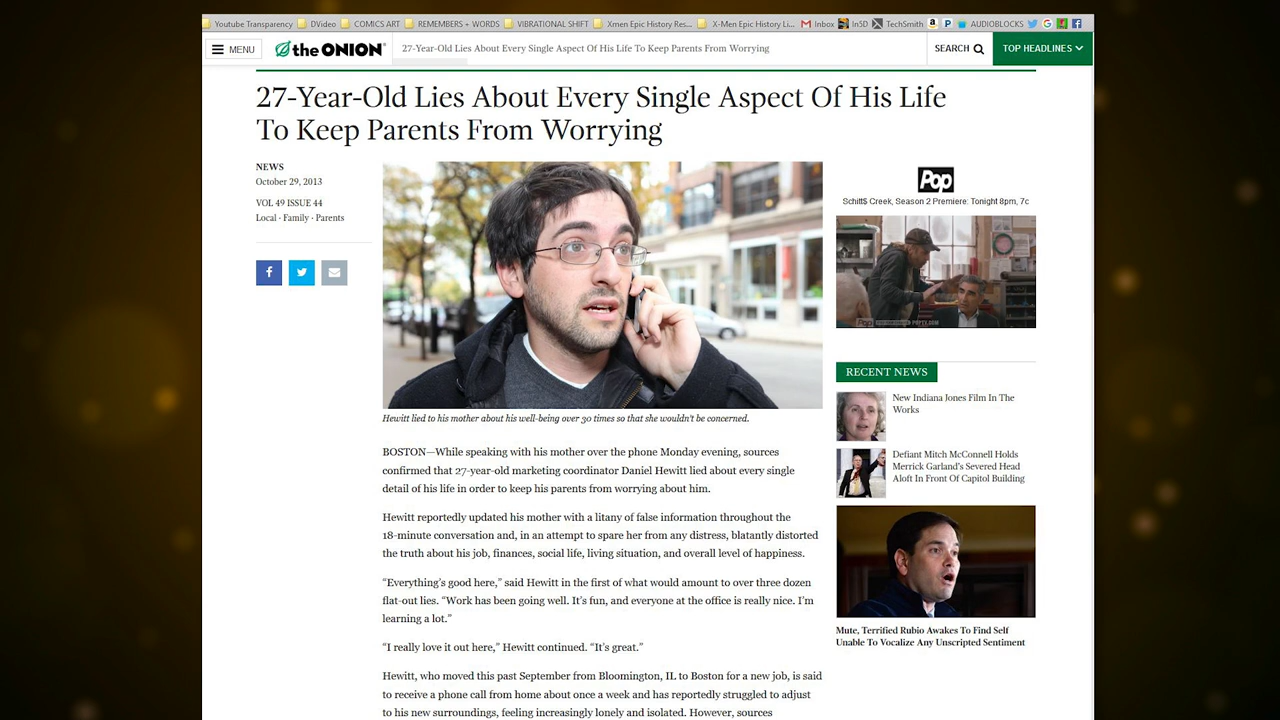 Youtube Transparency DVideo COMICS ART REMEMBERS + WORDS VIBRATIONAL SHIFT Xmen Epic History Res... X-Men Epic History Li... Inbox In5D TechSmith AUDIOBLOCKS
MENU the ONION 27-Year-Old Lies About Every Single Aspect Of His Life To Keep Parents From Worrying SEARCH TOP HEADLINES
27-Year-Old Lies About Every Single Aspect Of His Life
To Keep Parents From Worrying
NEWS
October 29, 2013
VOL 49 ISSUE 44
Local · Family · Parents
Hewitt lied to his mother about his well-being over 30 times so that she wouldn't be concerned.
BOSTON—While speaking with his mother over the phone Monday evening, sources
confirmed that 27-year-old marketing coordinator Daniel Hewitt lied about every single
detail of his life in order to keep his parents from worrying about him.
Hewitt reportedly updated his mother with a litany of false information throughout the
18-minute conversation and, in an attempt to spare her from any distress, blatantly distorted
the truth about his job, finances, social life, living situation, and overall level of happiness.
“Everything's good here,” said Hewitt in the first of what would amount to over three dozen
flat-out lies. “Work has been going well. It's fun, and everyone at the office is really nice. I'm
learning a lot.”
“I really love it out here,” Hewitt continued. “It's great.”
Hewitt, who moved this past September from Bloomington, IL to Boston for a new job, is said
to receive a phone call from home about once a week and has reportedly struggled to adjust
to his new surroundings, feeling increasingly lonely and isolated. However, sources
Pop
Schitt$ Creek, Season 2 Premiere: Tonight 8pm, 7c
Pop
RECENT NEWS
New Indiana Jones Film In The
Works
Defiant Mitch McConnell Holds
Merrick Garland's Severed Head
Aloft In Front Of Capitol Building
Mute, Terrified Rubio Awakes To Find Self
Unable To Vocalize Any Unscripted Sentiment